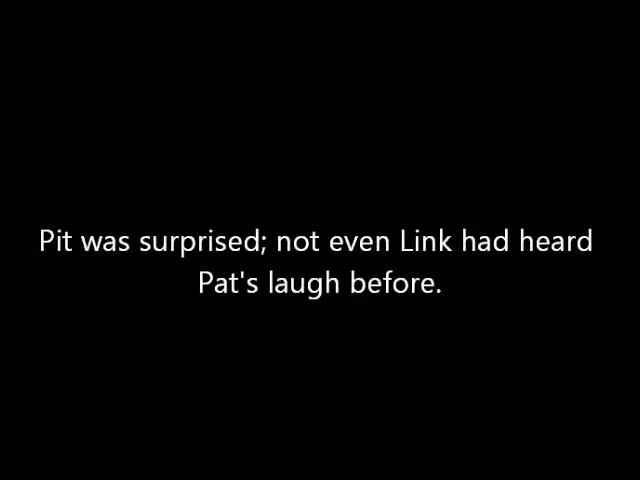 Pit was surprised; not even Link had heard
Pat's laugh before.